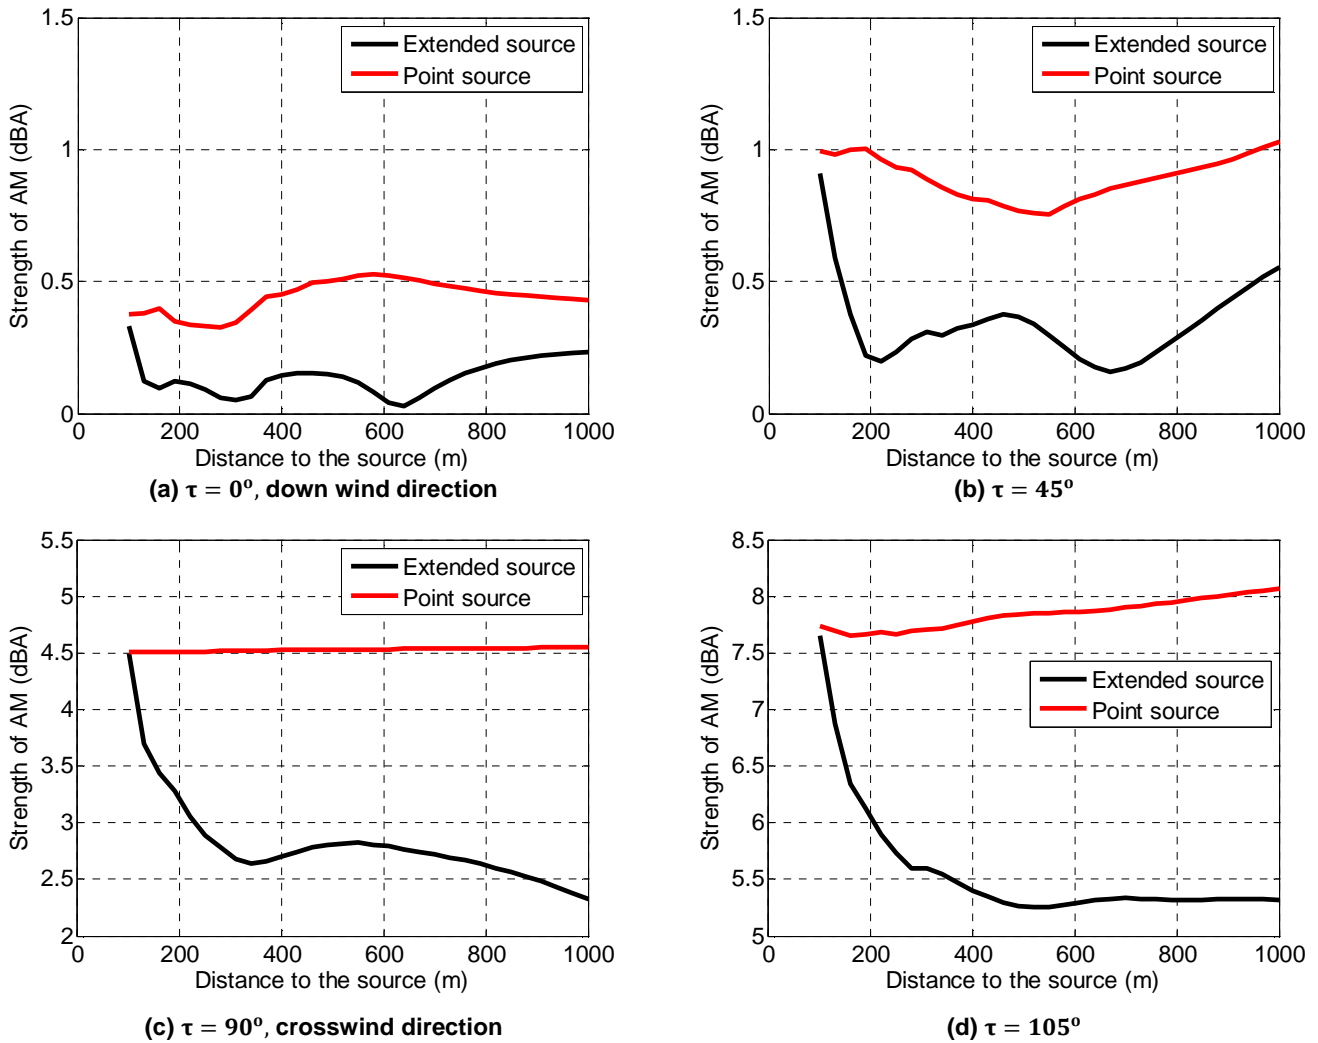 1.5
1
0.5
0
Strength of AM (dBA)
Extended source
Point source
0 200 400 600 800 1000
Distance to the source (m)
(a) τ = 0°, down wind direction
1.5
1
0.5
0
Strength of AM (dBA)
Extended source
Point source
0 200 400 600 800 1000
Distance to the source (m)
(b) τ = 45°
5.5
5
4.5
4
3.5
3
2.5
2
Strength of AM (dBA)
Extended source
Point source
0 200 400 600 800 1000
Distance to the source (m)
(c) τ = 90°, crosswind direction
8.5
8
7.5
7
6.5
6
5.5
5
Strength of AM (dBA)
Extended source
Point source
0 200 400 600 800 1000
Distance to the source (m)
(d) τ = 105°